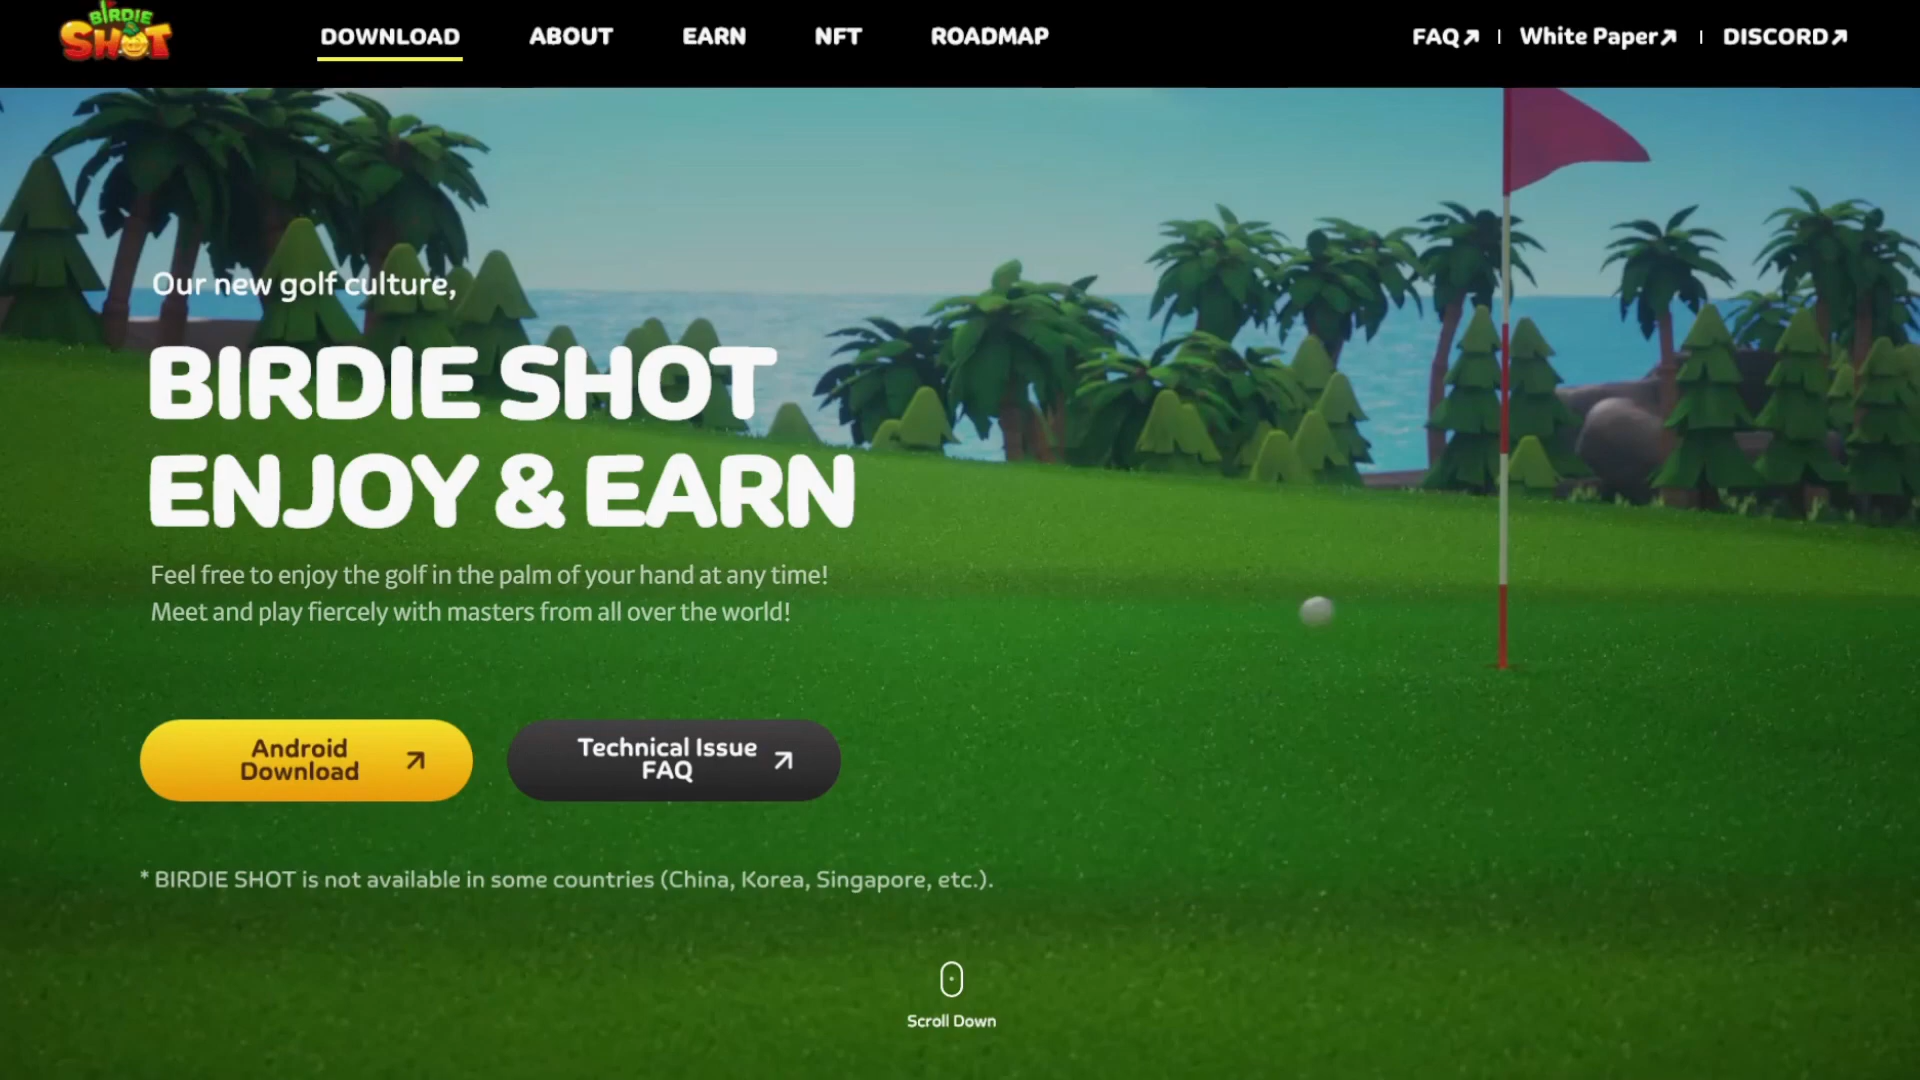 BIRDIE
SHOT
DOWNLOAD
ABOUT
EARN
NFT
ROADMAP
FAQ
White Paper
DISCORD
Our new golf culture,
BIRDIE SHOT
ENJOY & EARN
Feel free to enjoy the golf in the palm of your hand at any time!
Meet and play fiercely with masters from all over the world!
Android
Download
Technical Issue
FAQ
* BIRDIE SHOT is not available in some countries (China, Korea, Singapore, etc.).
Scroll Down